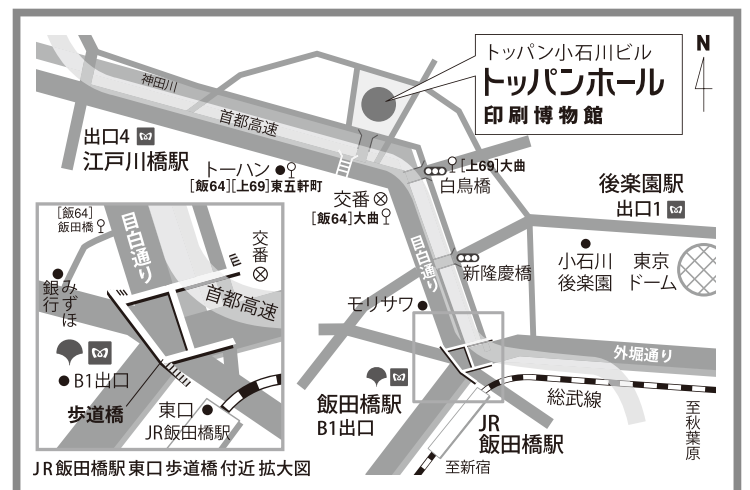 トッパン小石川ビル
トッパンホール
印刷博物館
N
神田川
首都高速
出口4
江戸川橋駅
トーハン
[飯64][上69]東五軒町
[上69]大曲
白鳥橋
交番
[飯64]大曲
後楽園駅
出口1
目白通り
新隆慶橋
小石川
後楽園
東京
ドーム
モリサワ
外堀通り
飯田橋駅
B1出口
総武線
JR
飯田橋駅
至新宿
至秋葉原
[飯64]
飯田橋
目白通り
交番
首都高速
みずほ
銀行
B1出口
歩道橋
東口
JR飯田橋駅
JR飯田橋駅東口歩道橋付近拡大図